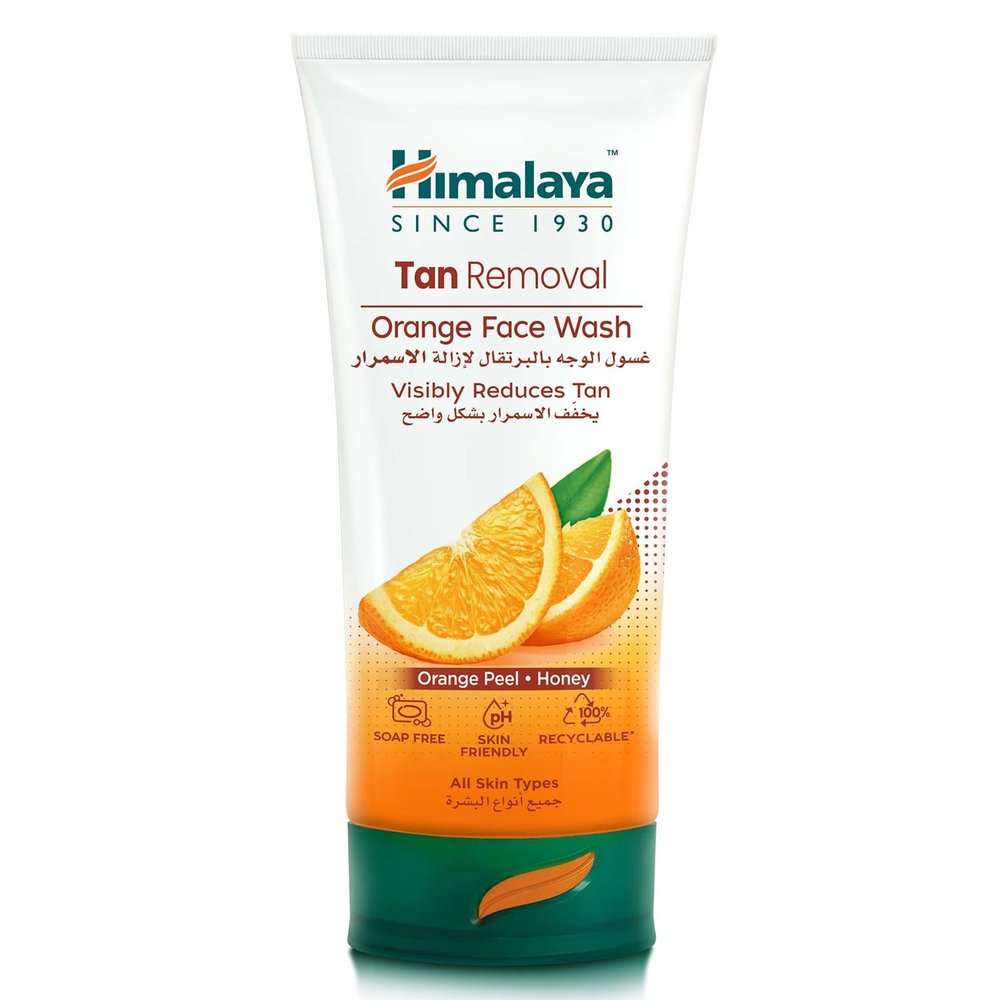 Himalaya™
SINCE 1930
Tan Removal
Orange Face Wash
غسول الوجه بالبرتقال لإزالة الاسمرار
Visibly Reduces Tan
يخفّف الاسمرار بشكل واضح
Orange Peel • Honey
SOAP FREE
pH
SKIN
FRIENDLY
100%
RECYCLABLE*
All Skin Types
جميع أنواع البشرة